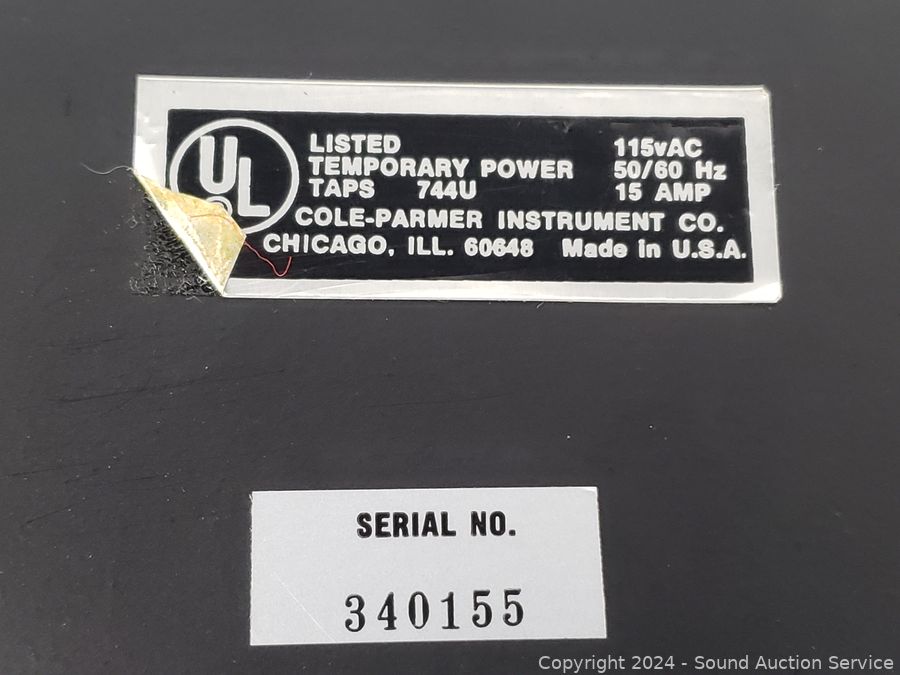 UL
LISTED 115vAC
TEMPORARY POWER 50/60 Hz
TAPS 744U 15 AMP
COLE-PARMER INSTRUMENT CO.
CHICAGO, ILL. 60648 Made in U.S.A.
SERIAL NO.
340155
Copyright 2024 - Sound Auction Service